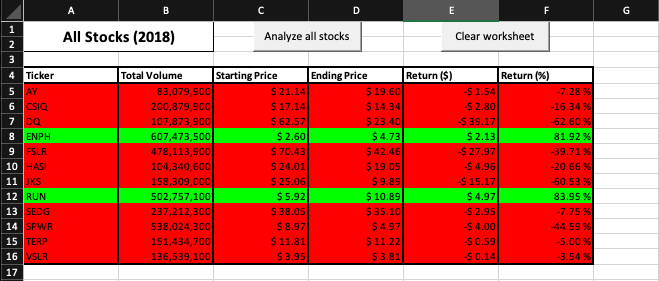 A B C D E F G
1 All Stocks (2018) Analyze all stocks Clear worksheet
2
3
4 Ticker Total Volume Starting Price Ending Price Return ($) Return (%)
5 AY 83,079,900 $ 21.14 $ 19.60 -$ 1.54 -7.28 %
6 CSIQ 200,879,900 $ 17.14 $ 14.34 -$ 2.80 -16.34 %
7 DQ 107,873,900 $ 62.57 $ 23.40 -$ 39.17 -62.60 %
8 ENPH 607,473,500 $ 2.60 $ 4.73 $ 2.13 81.92 %
9 FSLR 478,113,900 $ 70.43 $ 42.46 -$ 27.97 -39.71 %
10 HASI 104,340,600 $ 24.01 $ 19.05 -$ 4.96 -20.66 %
11 JKS 158,309,000 $ 25.06 $ 9.89 -$ 15.17 -60.53 %
12 RUN 502,757,100 $ 5.92 $ 10.89 $ 4.97 83.95 %
13 SEDG 237,212,300 $ 38.05 $ 35.10 -$ 2.95 -7.75 %
14 SPWR 538,024,300 $ 8.97 $ 4.97 -$ 4.00 -44.59 %
15 TERP 151,434,700 $ 11.81 $ 11.22 -$ 0.59 -5.00 %
16 VSLR 136,539,100 $ 3.95 $ 3.81 -$ 0.14 -3.54 %
17